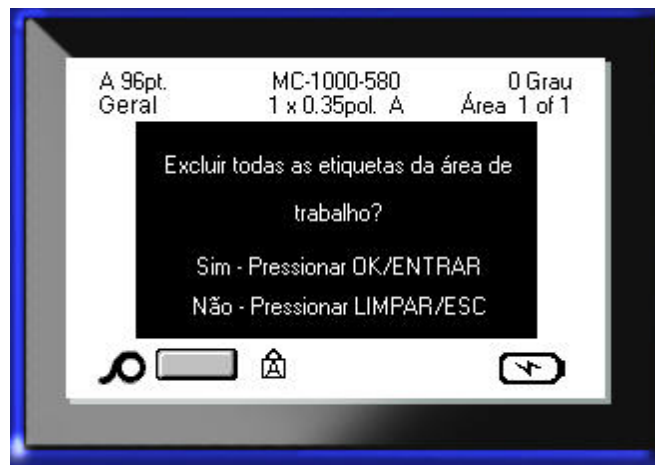 A 96pt. MC-1000-580 0 Grau
Geral 1 x 0.35pol. A Área 1 of 1
Excluir todas as etiquetas da área de
trabalho?
Sim - Pressionar OK/ENTRAR
Não - Pressionar LIMPAR/ESC
A